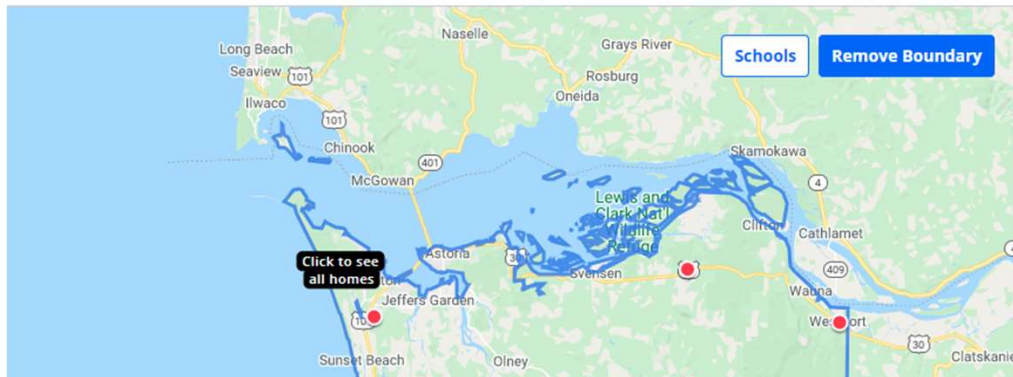 Long Beach
Seaview
101
Ilwaco
Naselle
Grays River
Rosburg
Oneida
Schools
Remove Boundary
101
Chinook
McGowan
401
Skamokawa
4
Lewis and
Clark Nat'l
Wildlife
Refuge
Clifton
Cathlamet
Astoria
30
Click to see
all homes
Jeffers Garden
Svensen
409
Wauna
Sunset Beach
Olney
30
Clatskanie